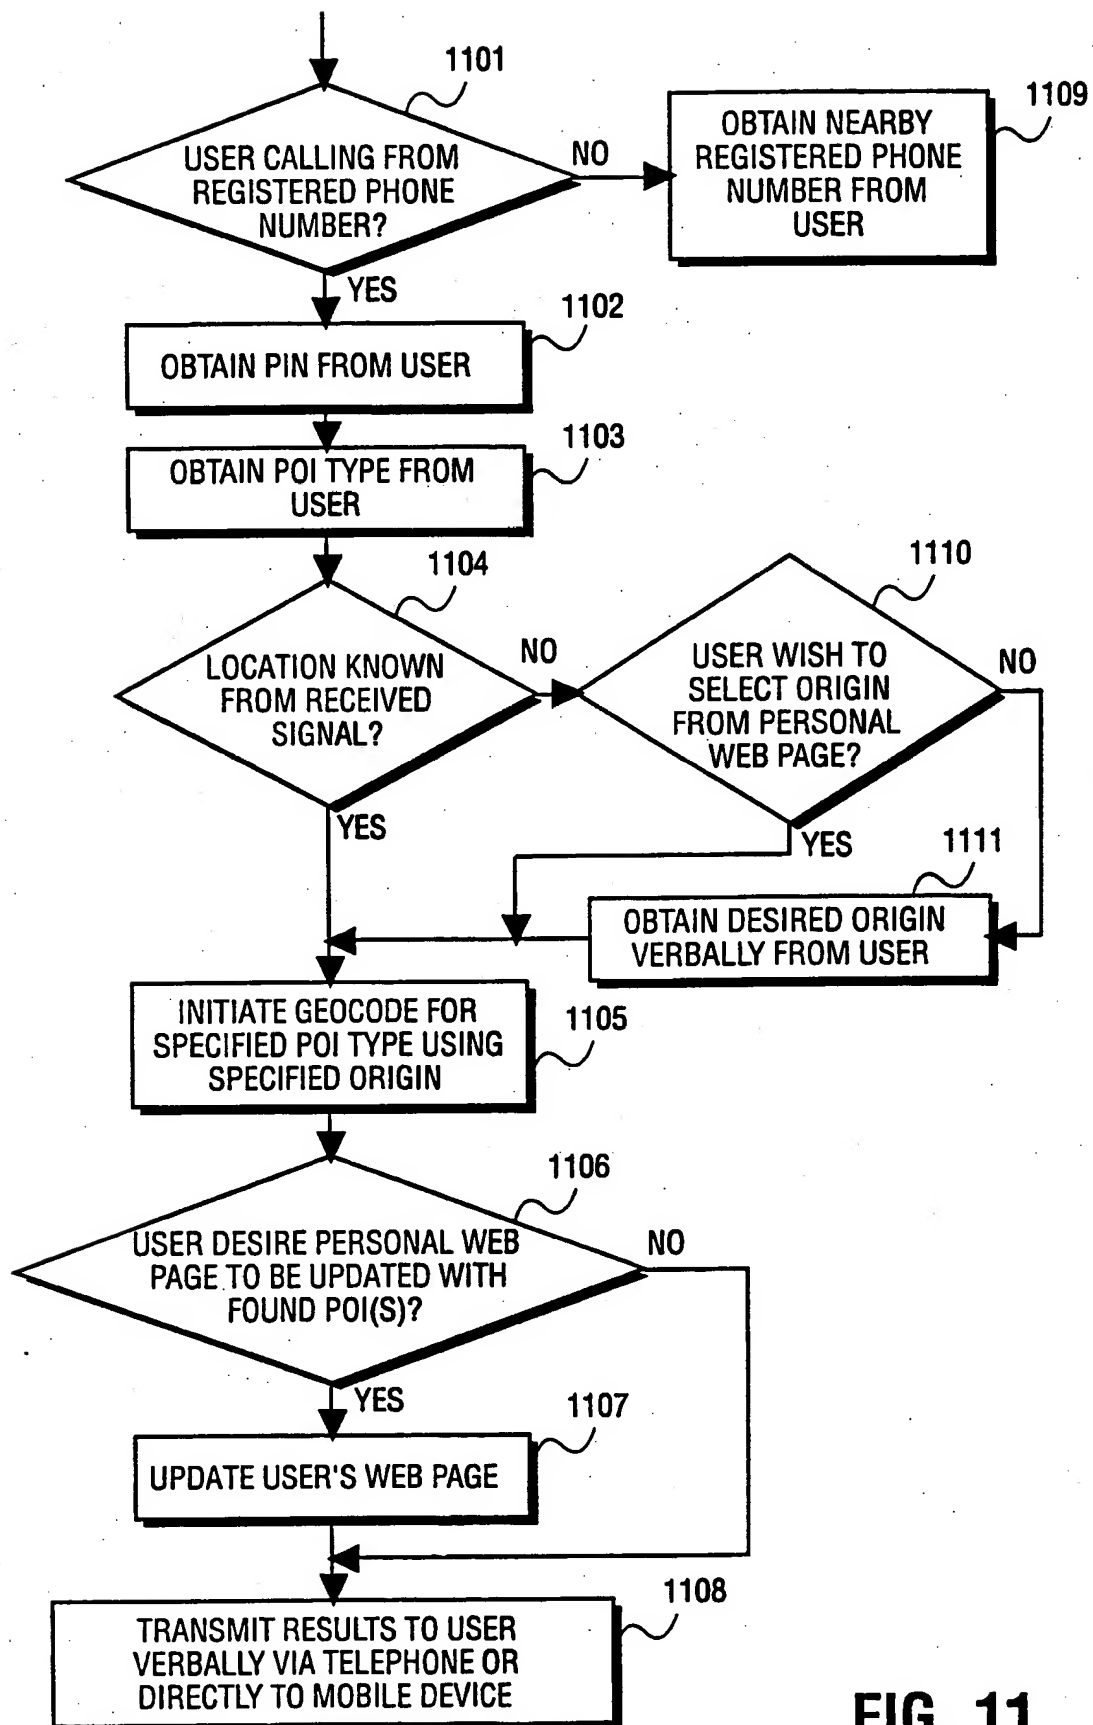 1101
USER CALLING FROM
REGISTERED PHONE
NUMBER?
NO
1109
OBTAIN NEARBY
REGISTERED PHONE
NUMBER FROM
USER
YES
1102
OBTAIN PIN FROM USER
1103
OBTAIN POI TYPE FROM
USER
1104
LOCATION KNOWN
FROM RECEIVED
SIGNAL?
NO
1110
USER WISH TO
SELECT ORIGIN
FROM PERSONAL
WEB PAGE?
NO
YES
YES
1111
OBTAIN DESIRED ORIGIN
VERBALLY FROM USER
INITIATE GEOCODE FOR
SPECIFIED POI TYPE USING
SPECIFIED ORIGIN
1105
1106
USER DESIRE PERSONAL WEB
PAGE TO BE UPDATED WITH
FOUND POI(S)?
NO
YES
1107
UPDATE USER'S WEB PAGE
1108
TRANSMIT RESULTS TO USER
VERBALLY VIA TELEPHONE OR
DIRECTLY TO MOBILE DEVICE
FIG. 11